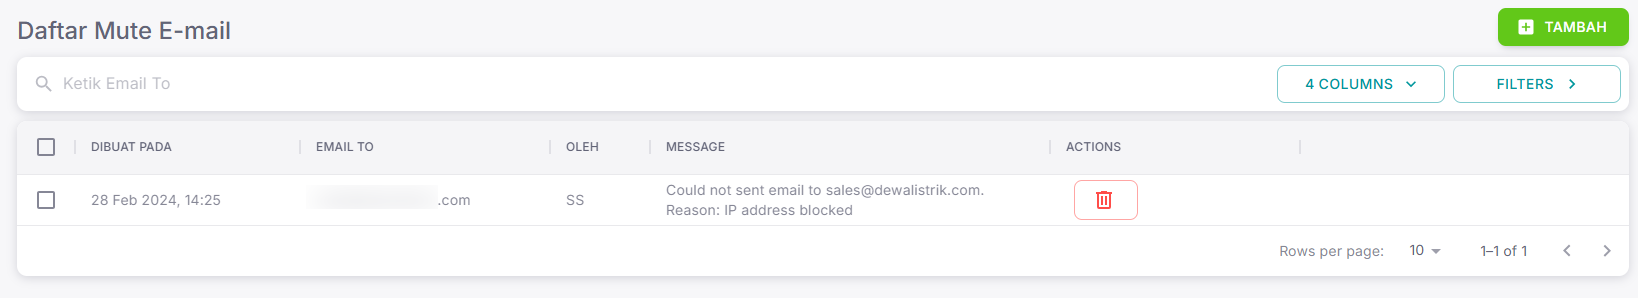 Daftar Mute E-mail
TAMBAH
Ketik Email To
4 COLUMNS
FILTERS
DIBUAT PADA EMAIL TO OLEH MESSAGE ACTIONS
28 Feb 2024, 14:25 .com SS Could not sent email to sales@dewalistrik.com.
Reason: IP address blocked
Rows per page: 10 1–1 of 1